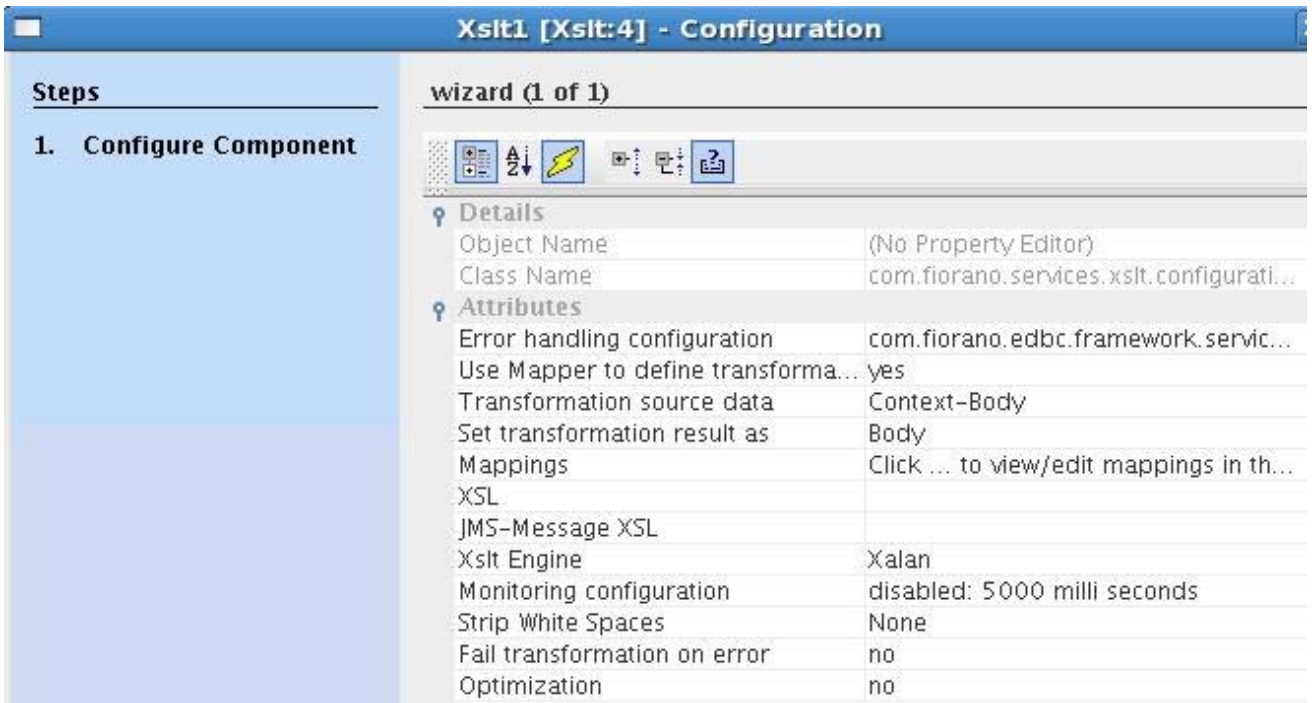 Xslt1 [Xslt:4] - Configuration
Steps
1. Configure Component
wizard (1 of 1)
Details
Object Name (No Property Editor)
Class Name com.fiorano.services.xslt.configurati...
Attributes
Error handling configuration com.fiorano.edbc.framework.servic...
Use Mapper to define transforma... yes
Transformation source data Context-Body
Set transformation result as Body
Mappings Click ... to view/edit mappings in th...
XSL
JMS-Message XSL
Xslt Engine Xalan
Monitoring configuration disabled: 5000 milli seconds
Strip White Spaces None
Fail transformation on error no
Optimization no